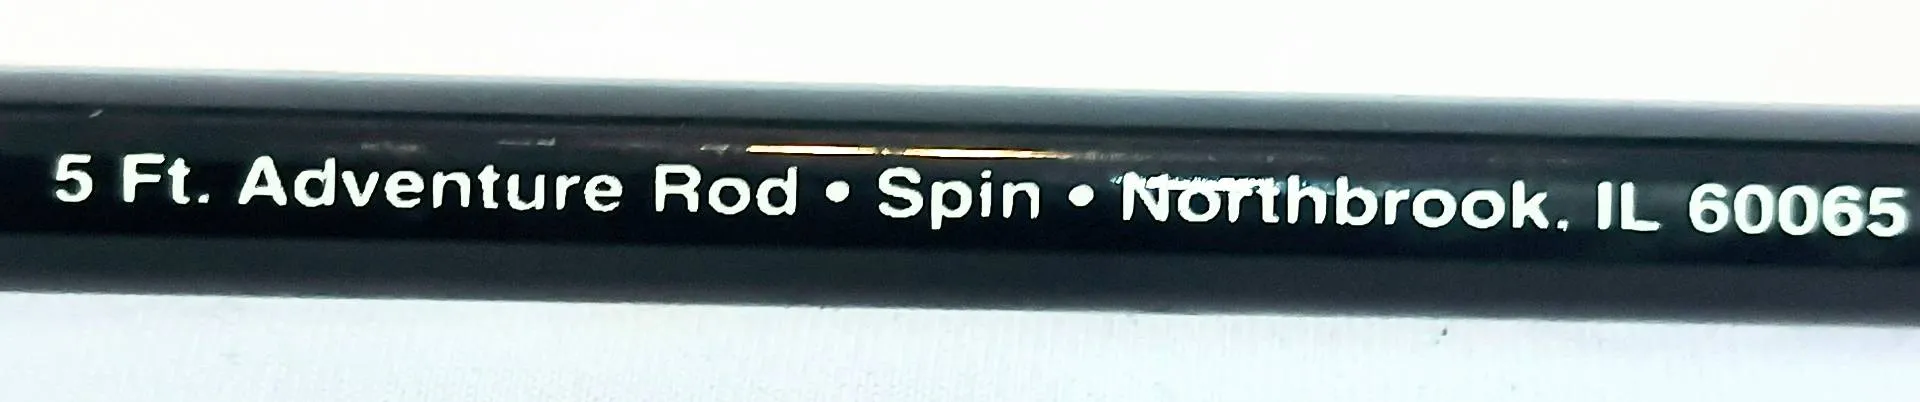 5 Ft. Adventure Rod • Spin • Northbrook, IL 60065